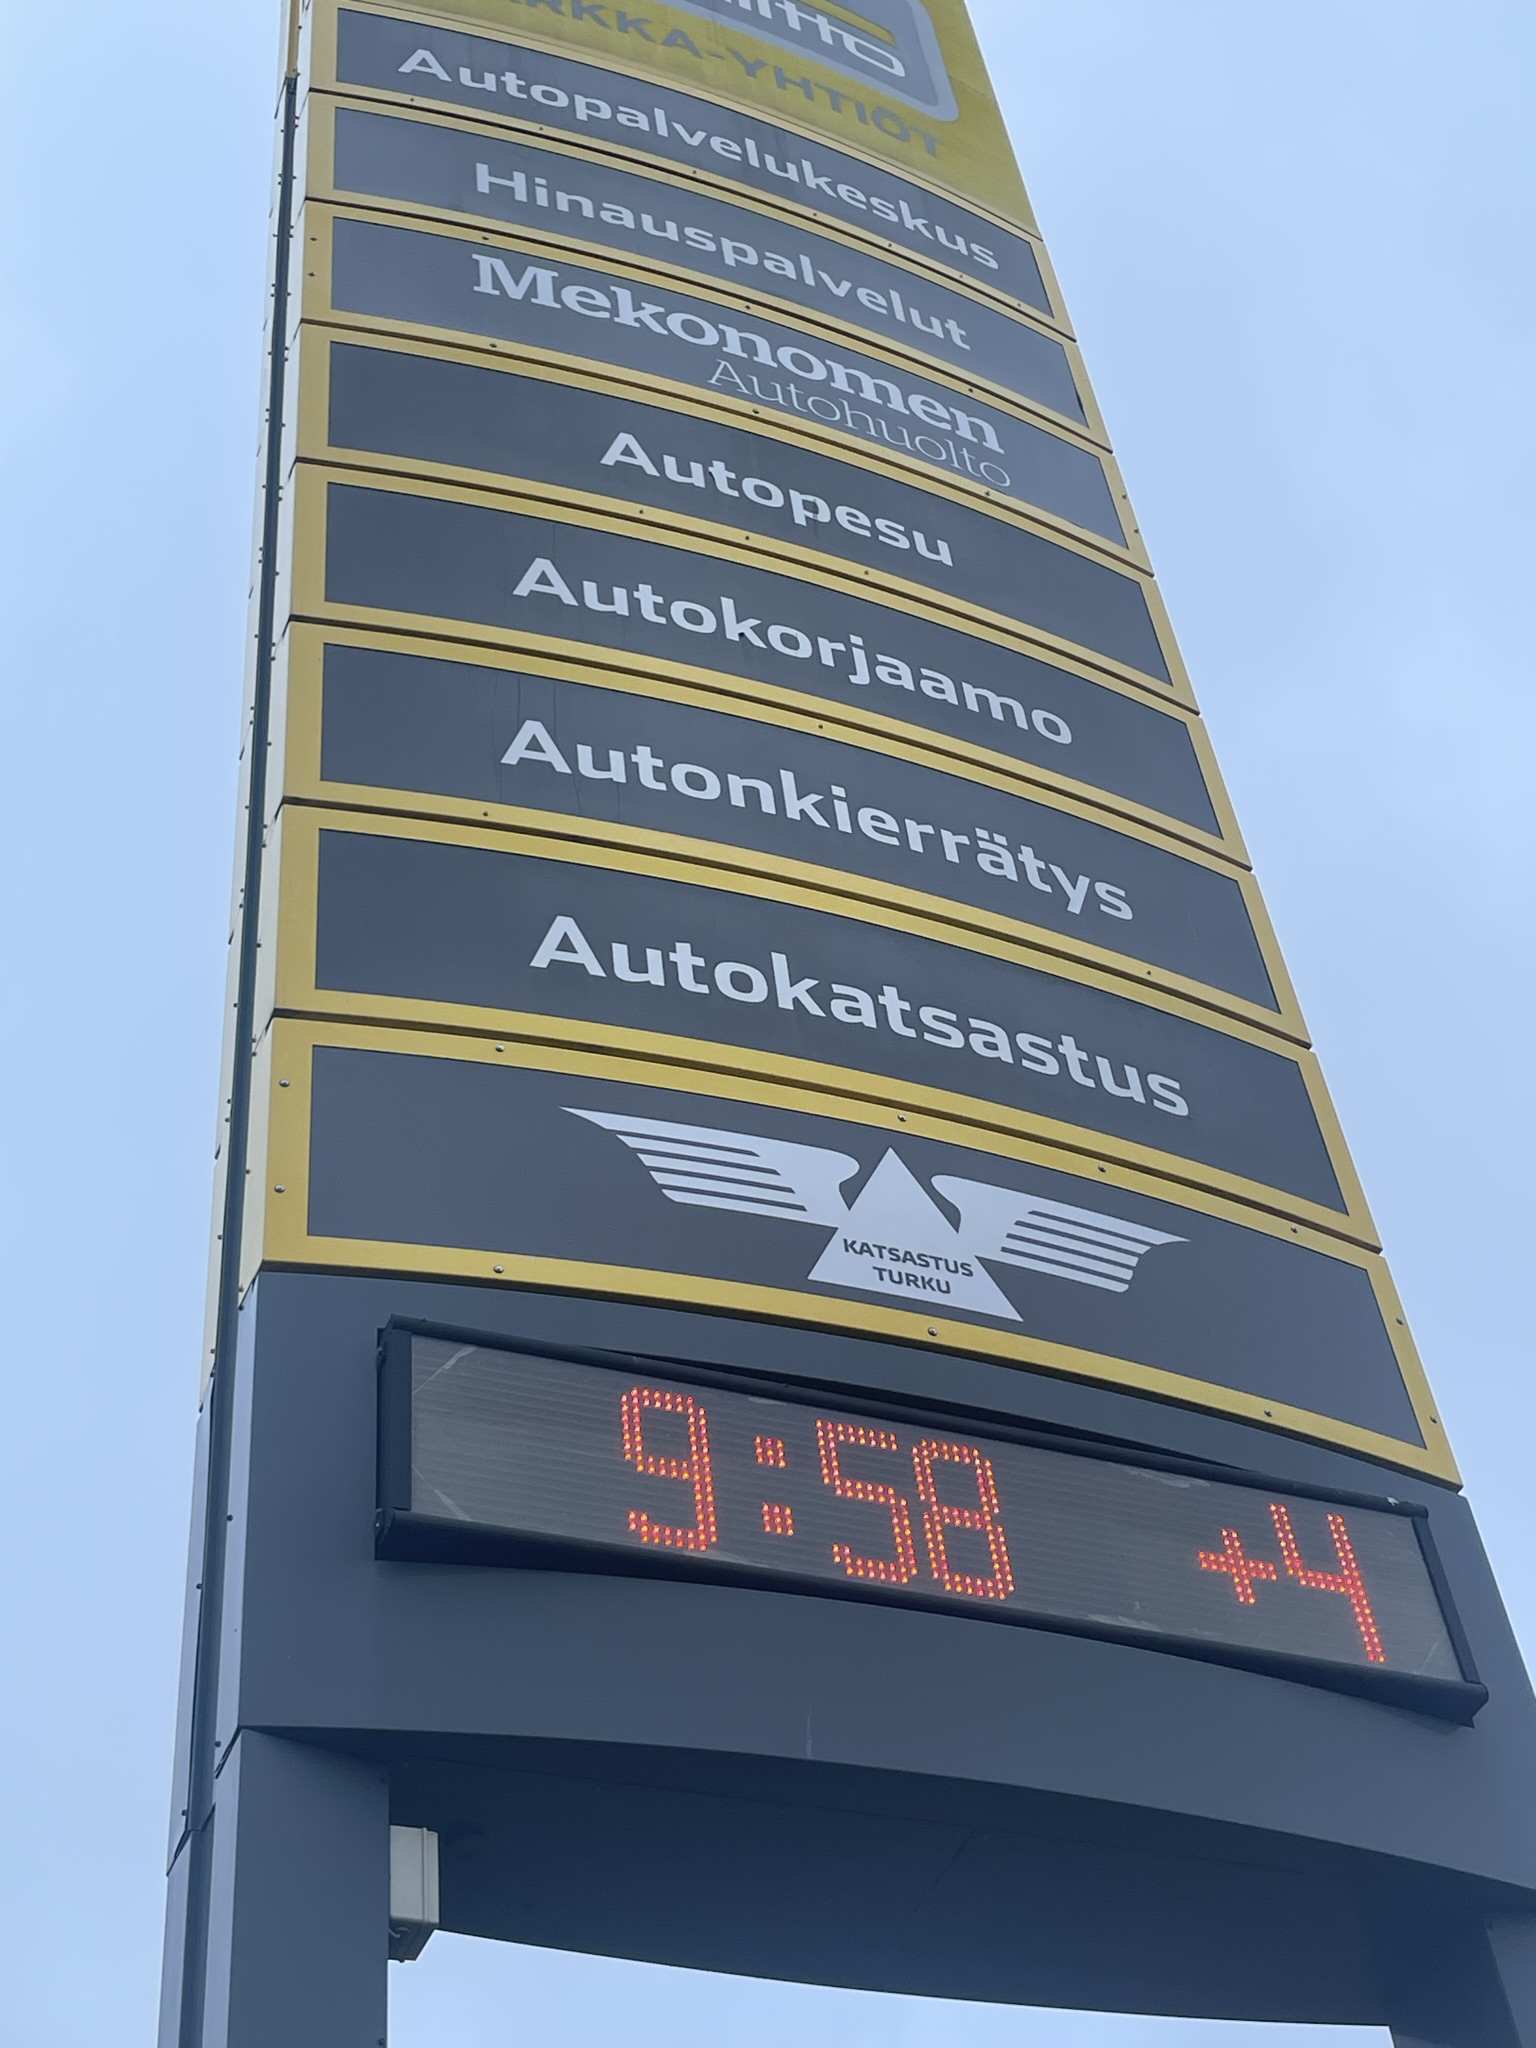 Autopalvelukeskus
Hinauspalvelut
Mekonomen
Autohuolto
Autopesu
Autokorjaamo
Autonkierrätys
Autokatsastus
KATSASTUS
TURKU
9:58 +4